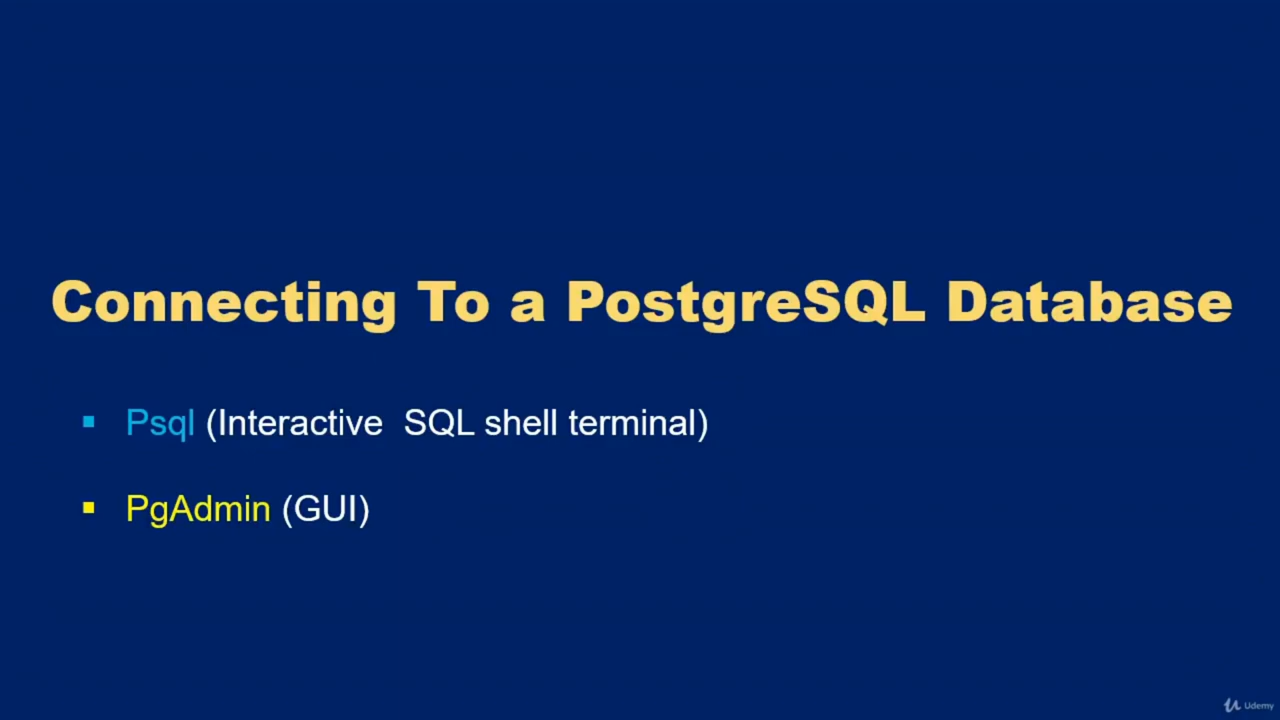 Connecting To a PostgreSQL Database
▪ Psql (Interactive  SQL shell terminal)
▪ PgAdmin (GUI)
Udemy